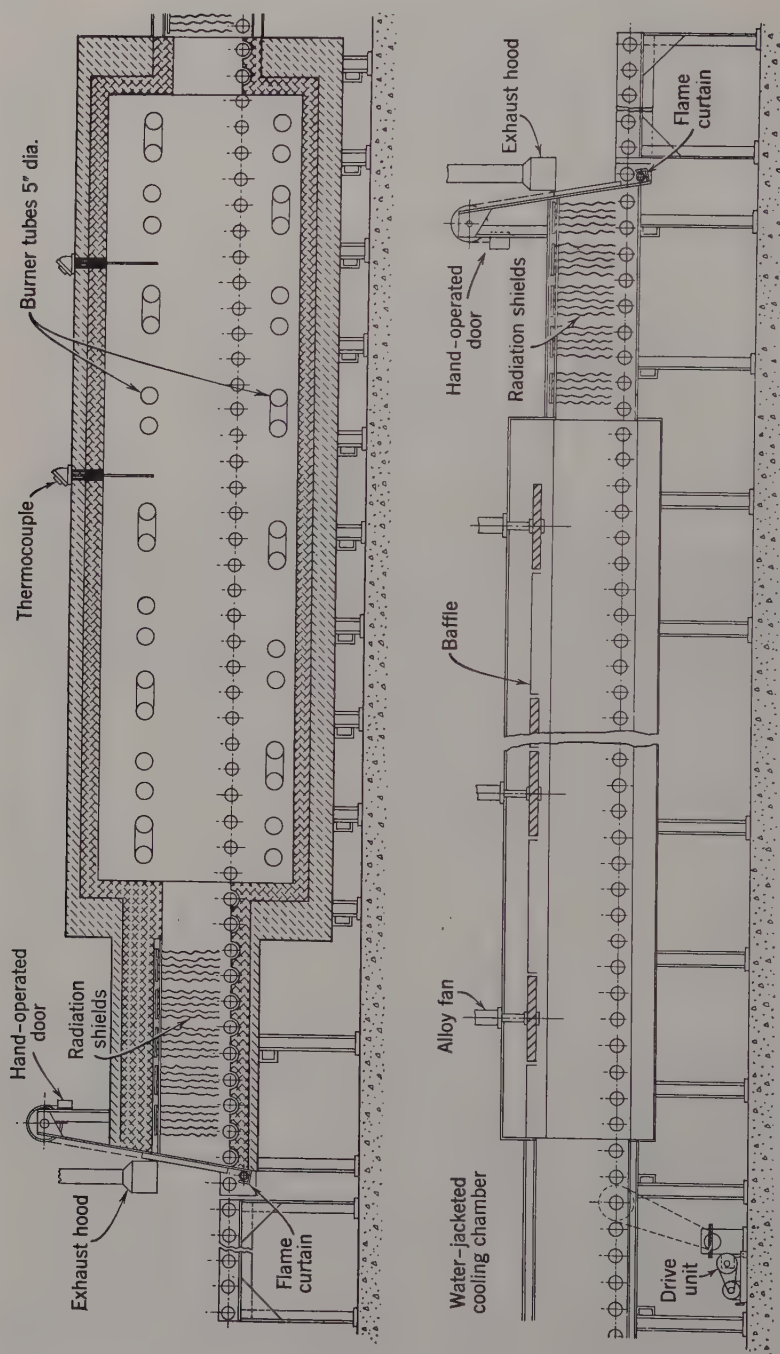 Exhaust hood
Hand-operated
door
Radiation
shields
Flame
curtain
Thermocouple
Burner tubes 5" dia.
Water-jacketed
cooling chamber
Drive
unit
Alloy fan
Baffle
Hand-operated
door
Radiation shields
Exhaust hood
Flame
curtain